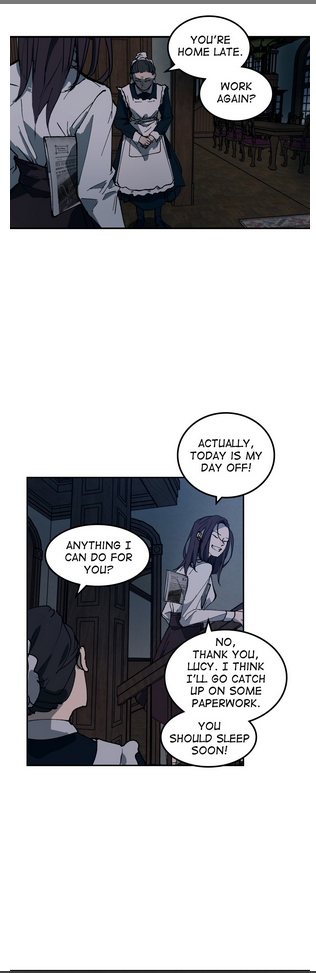 YOU'RE
HOME LATE.
WORK
AGAIN?
ACTUALLY,
TODAY IS MY
DAY OFF!
ANYTHING I
CAN DO FOR
YOU?
NO,
THANK YOU,
LUCY. I THINK
I'LL GO CATCH
UP ON SOME
PAPERWORK.
YOU
SHOULD SLEEP
SOON!